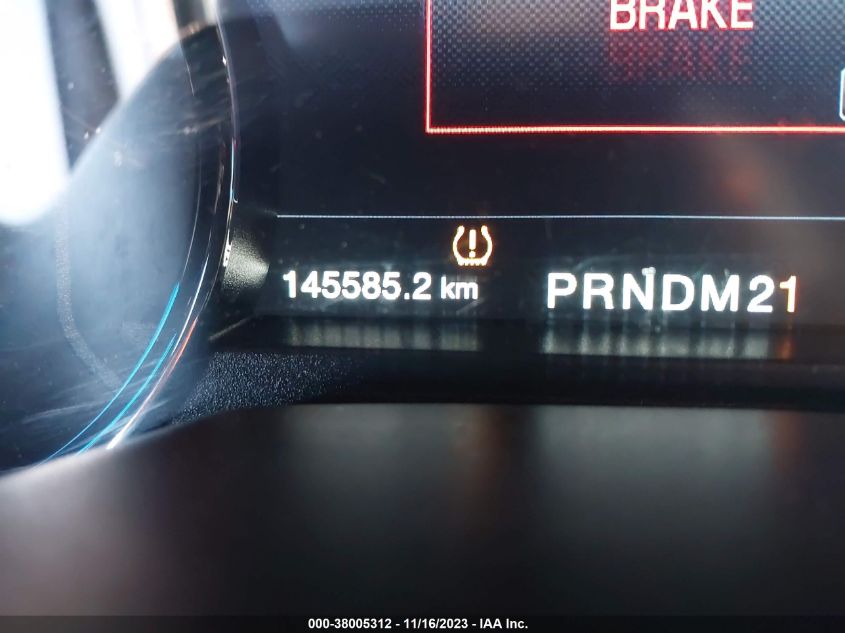 BRAKE
145585.2 km
PRNDM21
000-38005312 - 11/16/2023 - IAA Inc.